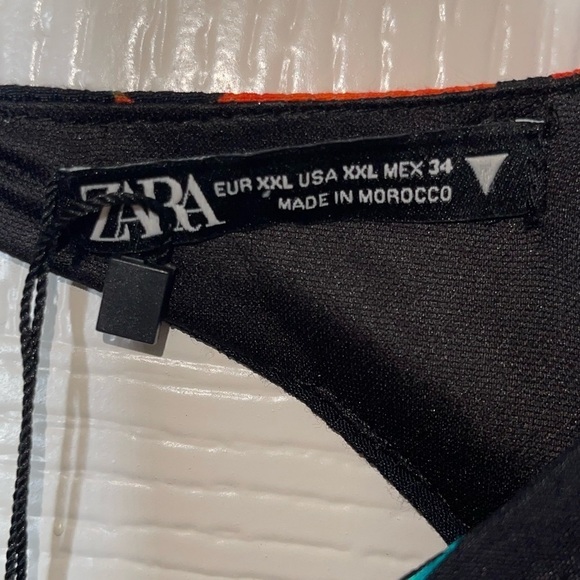 ZARA
EUR XXL USA XXL MEX 34
MADE IN MOROCCO